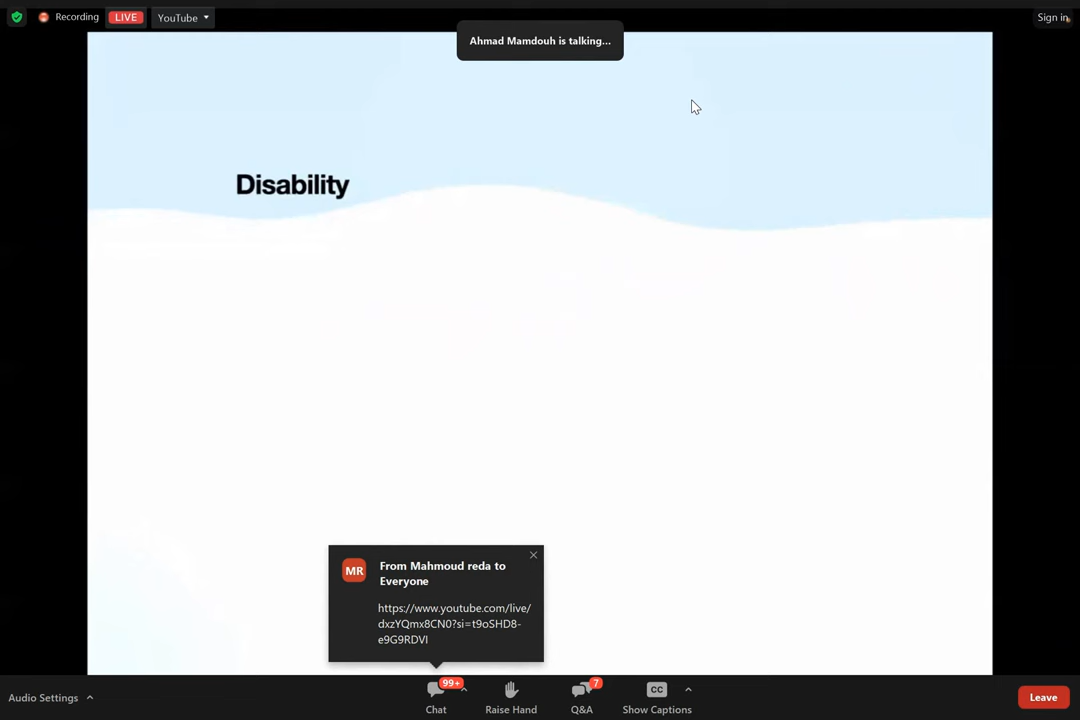 Recording LIVE YouTube Sign in
Ahmad Mamdouh is talking...
Disability
MR From Mahmoud reda to
Everyone
https://www.youtube.com/live/
dxzYQmx8CN0?si=t9oSHD8-
e9G9RDVI
99+ 7 CC
Audio Settings Chat Raise Hand Q&A Show Captions Leave